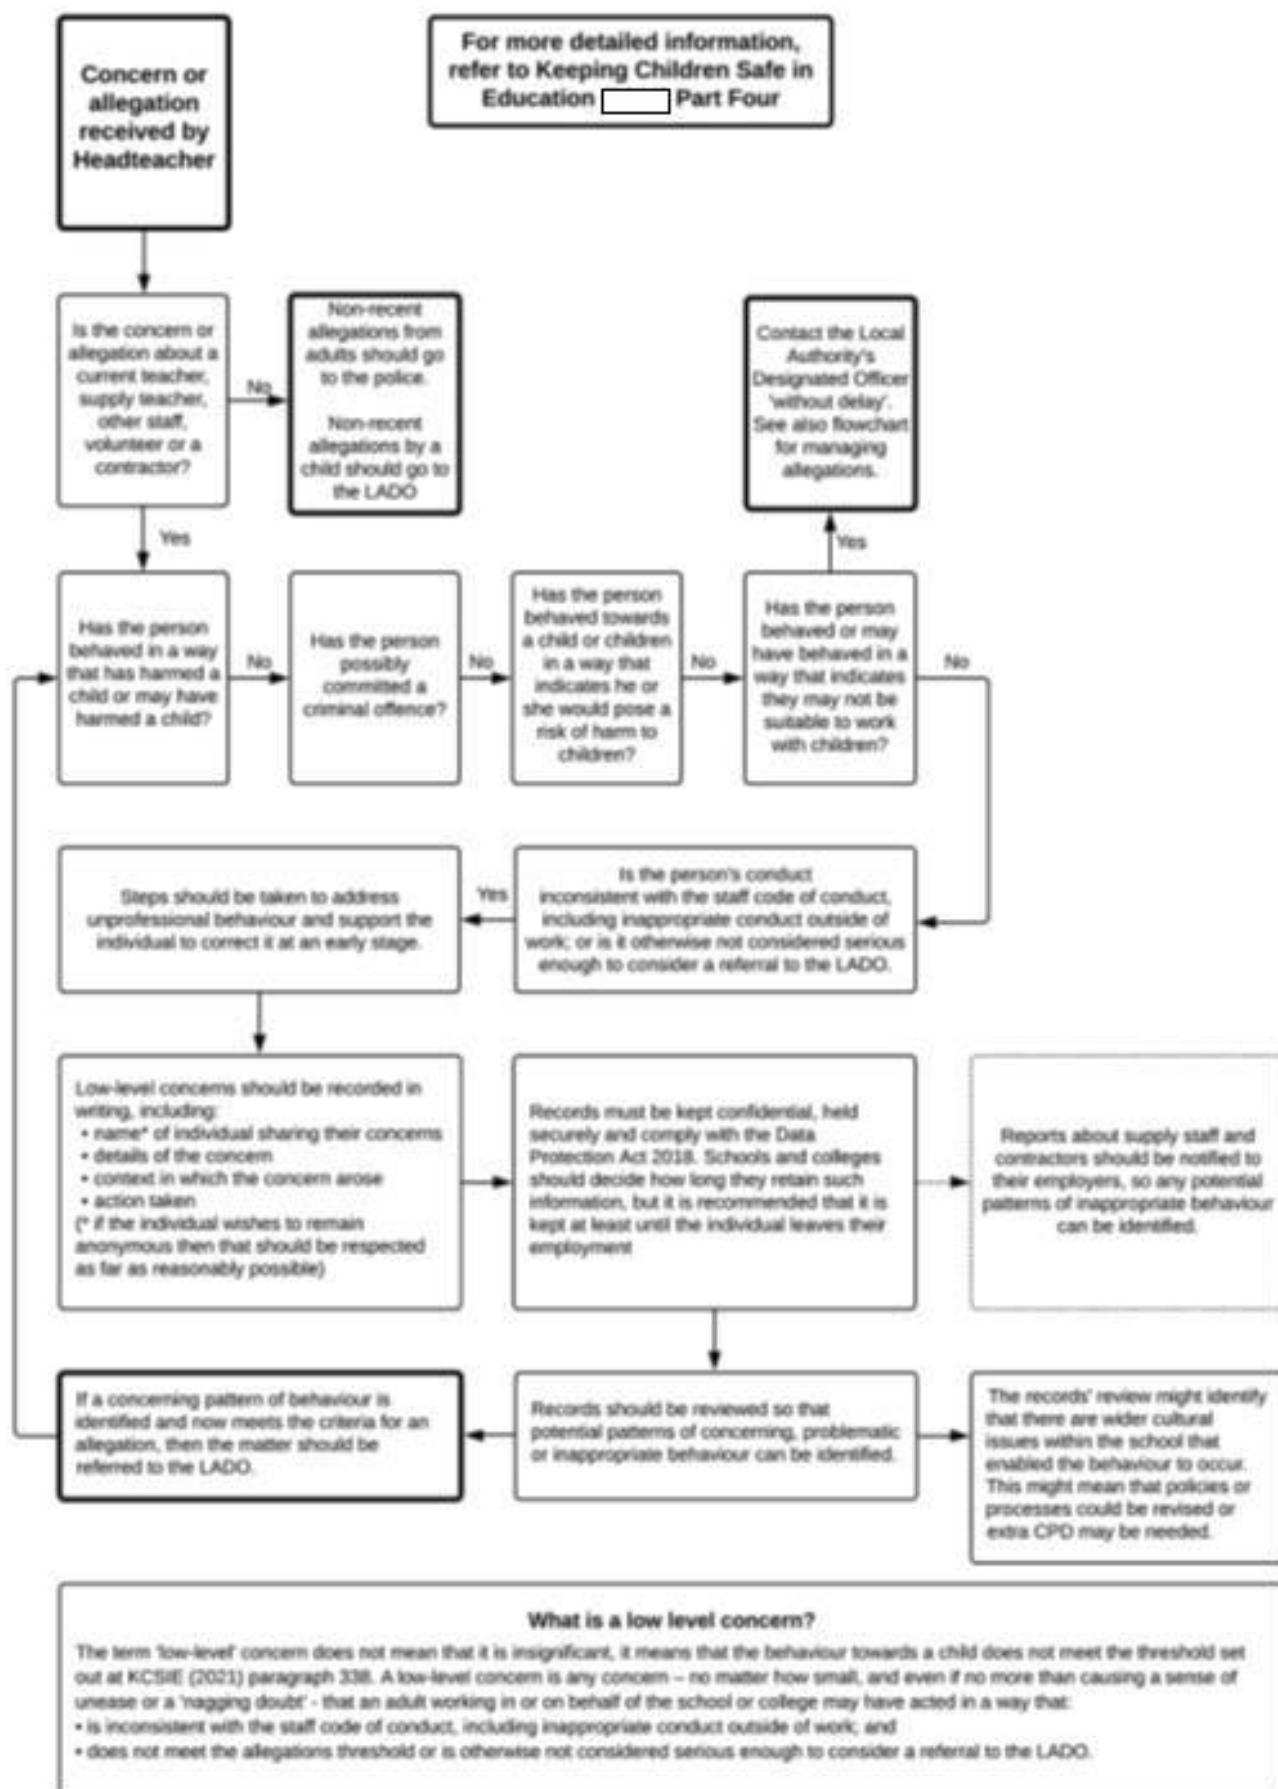 Concern or
allegation
received by
Headteacher
For more detailed information,
refer to Keeping Children Safe in
Education Part Four
Is the concern or
allegation about a
current teacher,
supply teacher,
other staff,
volunteer or a
contractor?
No
Non-recent
allegations from
adults should go
to the police.
Non-recent
allegations by a
child should go to
the LADO
Contact the Local
Authority's
Designated Officer
'without delay'.
See also flowchart
for managing
allegations.
Yes
Yes
Has the person
behaved in a way
that has harmed a
child or may have
harmed a child?
No
Has the person
possibly
committed a
criminal offence?
No
Has the person
behaved towards
a child or children
in a way that
indicates he or
she would pose a
risk of harm to
children?
No
Has the person
behaved or may
have behaved in a
way that indicates
they may not be
suitable to work
with children?
No
Steps should be taken to address
unprofessional behaviour and support the
individual to correct it at an early stage.
Yes
Is the person's conduct
inconsistent with the staff code of conduct,
including inappropriate conduct outside of
work; or is it otherwise not considered serious
enough to consider a referral to the LADO.
Low-level concerns should be recorded in
writing, including:
• name* of individual sharing their concerns
• details of the concern
• context in which the concern arose
• action taken
(* if the individual wishes to remain
anonymous then that should be respected
as far as reasonably possible)
Records must be kept confidential, held
securely and comply with the Data
Protection Act 2018. Schools and colleges
should decide how long they retain such
information, but it is recommended that it is
kept at least until the individual leaves their
employment
Reports about supply staff and
contractors should be notified to
their employers, so any potential
patterns of inappropriate behaviour
can be identified.
If a concerning pattern of behaviour is
identified and now meets the criteria for an
allegation, then the matter should be
referred to the LADO.
Records should be reviewed so that
potential patterns of concerning, problematic
or inappropriate behaviour can be identified.
The records' review might identify
that there are wider cultural
issues within the school that
enabled the behaviour to occur.
This might mean that policies or
processes could be revised or
extra CPD may be needed.
What is a low level concern?
The term 'low-level' concern does not mean that it is insignificant, it means that the behaviour towards a child does not meet the threshold set
out at KCSIE (2021) paragraph 338. A low-level concern is any concern – no matter how small, and even if no more than causing a sense of
unease or a 'nagging doubt' - that an adult working in or on behalf of the school or college may have acted in a way that:
• is inconsistent with the staff code of conduct, including inappropriate conduct outside of work; and
• does not meet the allegations threshold or is otherwise not considered serious enough to consider a referral to the LADO.